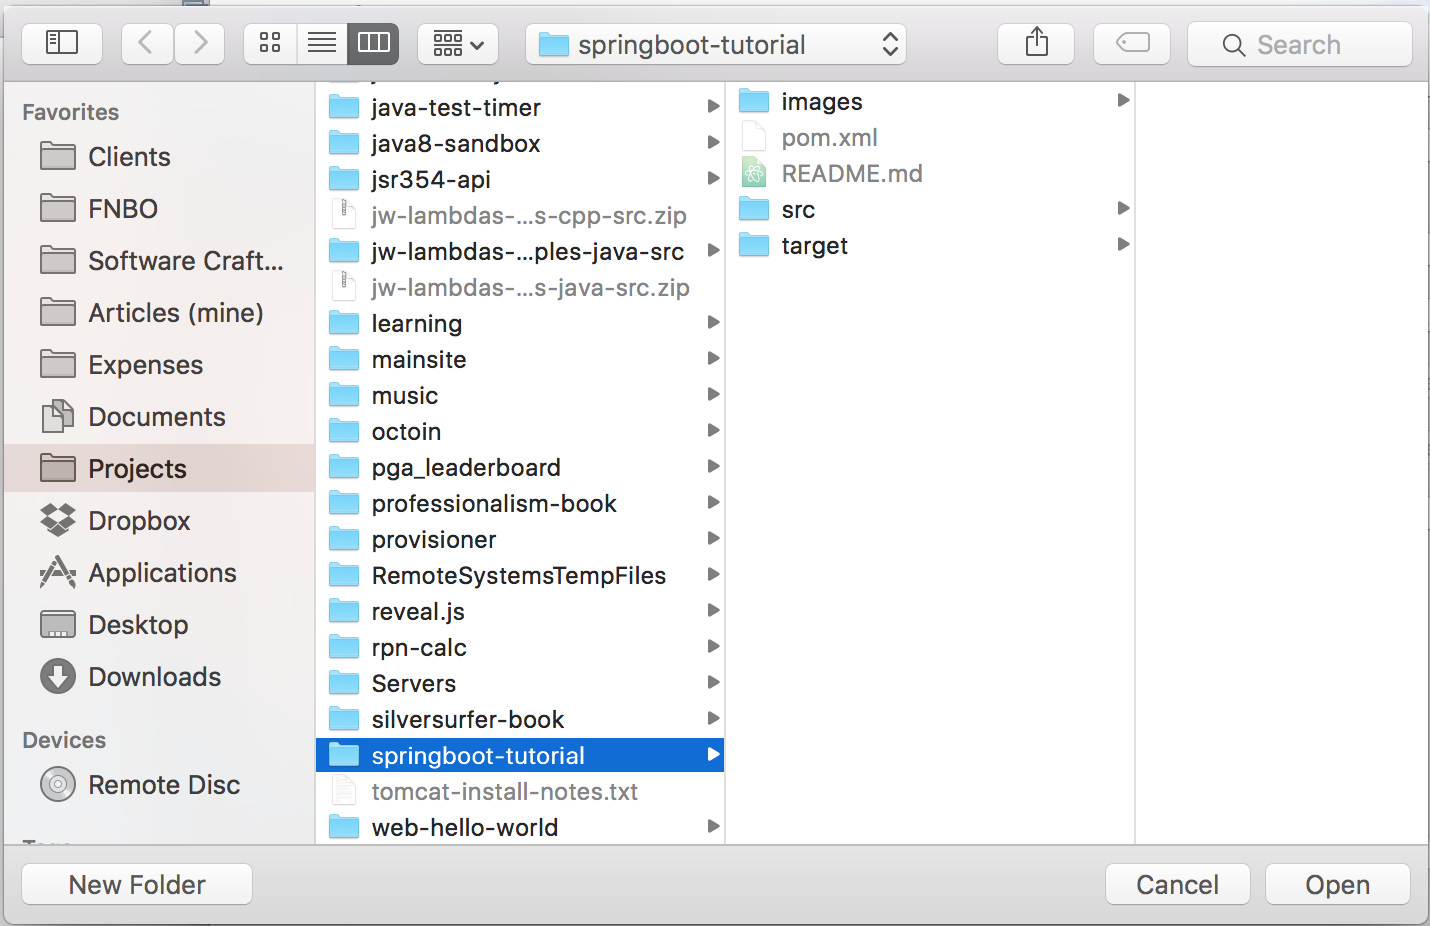 springboot-tutorial
Search
Favorites
Clients
FNBO
Software Craft...
Articles (mine)
Expenses
Documents
Projects
Dropbox
Applications
Desktop
Downloads
Devices
Remote Disc
java-test-timer
java8-sandbox
jsr354-api
jw-lambdas-...s-cpp-src.zip
jw-lambdas-...ples-java-src
jw-lambdas-...s-java-src.zip
learning
mainsite
music
octoin
pga_leaderboard
professionalism-book
provisioner
RemoteSystemsTempFiles
reveal.js
rpn-calc
Servers
silversurfer-book
springboot-tutorial
tomcat-install-notes.txt
web-hello-world
images
pom.xml
README.md
src
target
New Folder
Cancel
Open